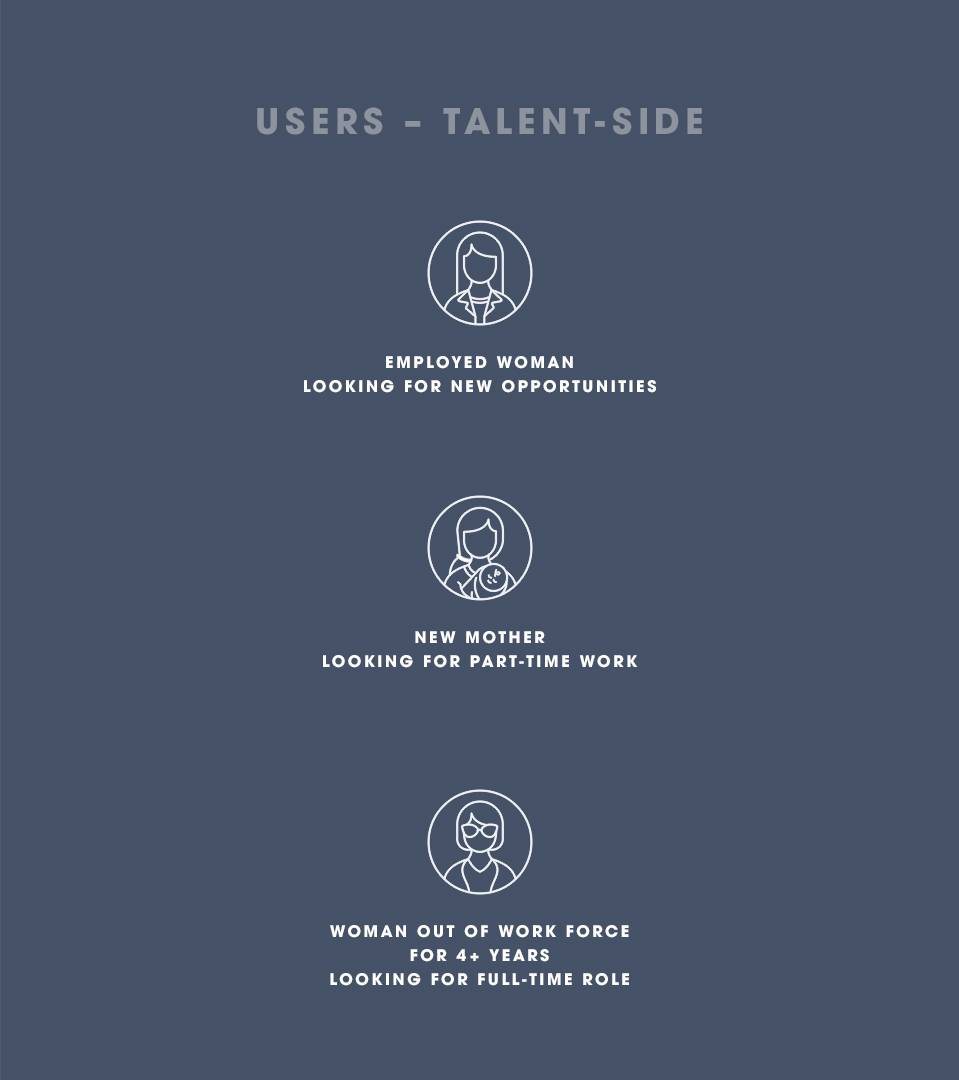 USERS – TALENT-SIDE
EMPLOYED WOMAN
LOOKING FOR NEW OPPORTUNITIES
NEW MOTHER
LOOKING FOR PART-TIME WORK
WOMAN OUT OF WORK FORCE
FOR 4+ YEARS
LOOKING FOR FULL-TIME ROLE